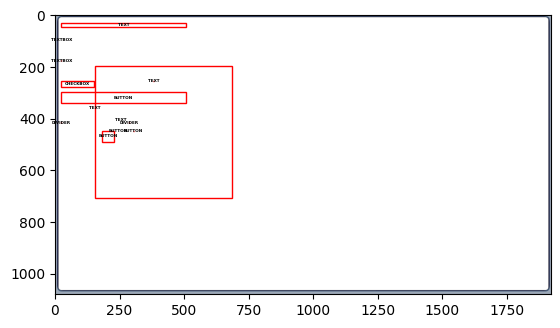 0
TEXT
TEXTBOX
TEXTBOX
200
TEXT
CHECKBOX
BUTTON
TEXT
400
TEXT
DIVIDER
DIVIDER
BUTTON
BUTTON
BUTTON
600
800
1000
0
250
500
750
1000
1250
1500
1750